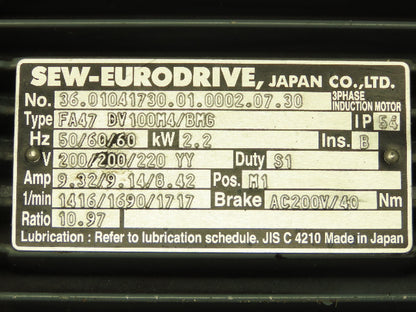 SEW-EURODRIVE, JAPAN CO.,LTD.
No. 36.01041730.01.0002.07.30 3PHASE INDUCTION MOTOR
Type FA47 DV100M4/BMG IP 54
Hz 50/60/60 kW 2.2 Ins. B
V 200/200/220 YY Duty S1
Amp 9.32/9.14/8.42 Pos. M1
1/min 1416/1690/1717 Brake AC200V/40 Nm
Ratio 10.97
Lubrication : Refer to lubrication schedule. JIS C 4210 Made in Japan